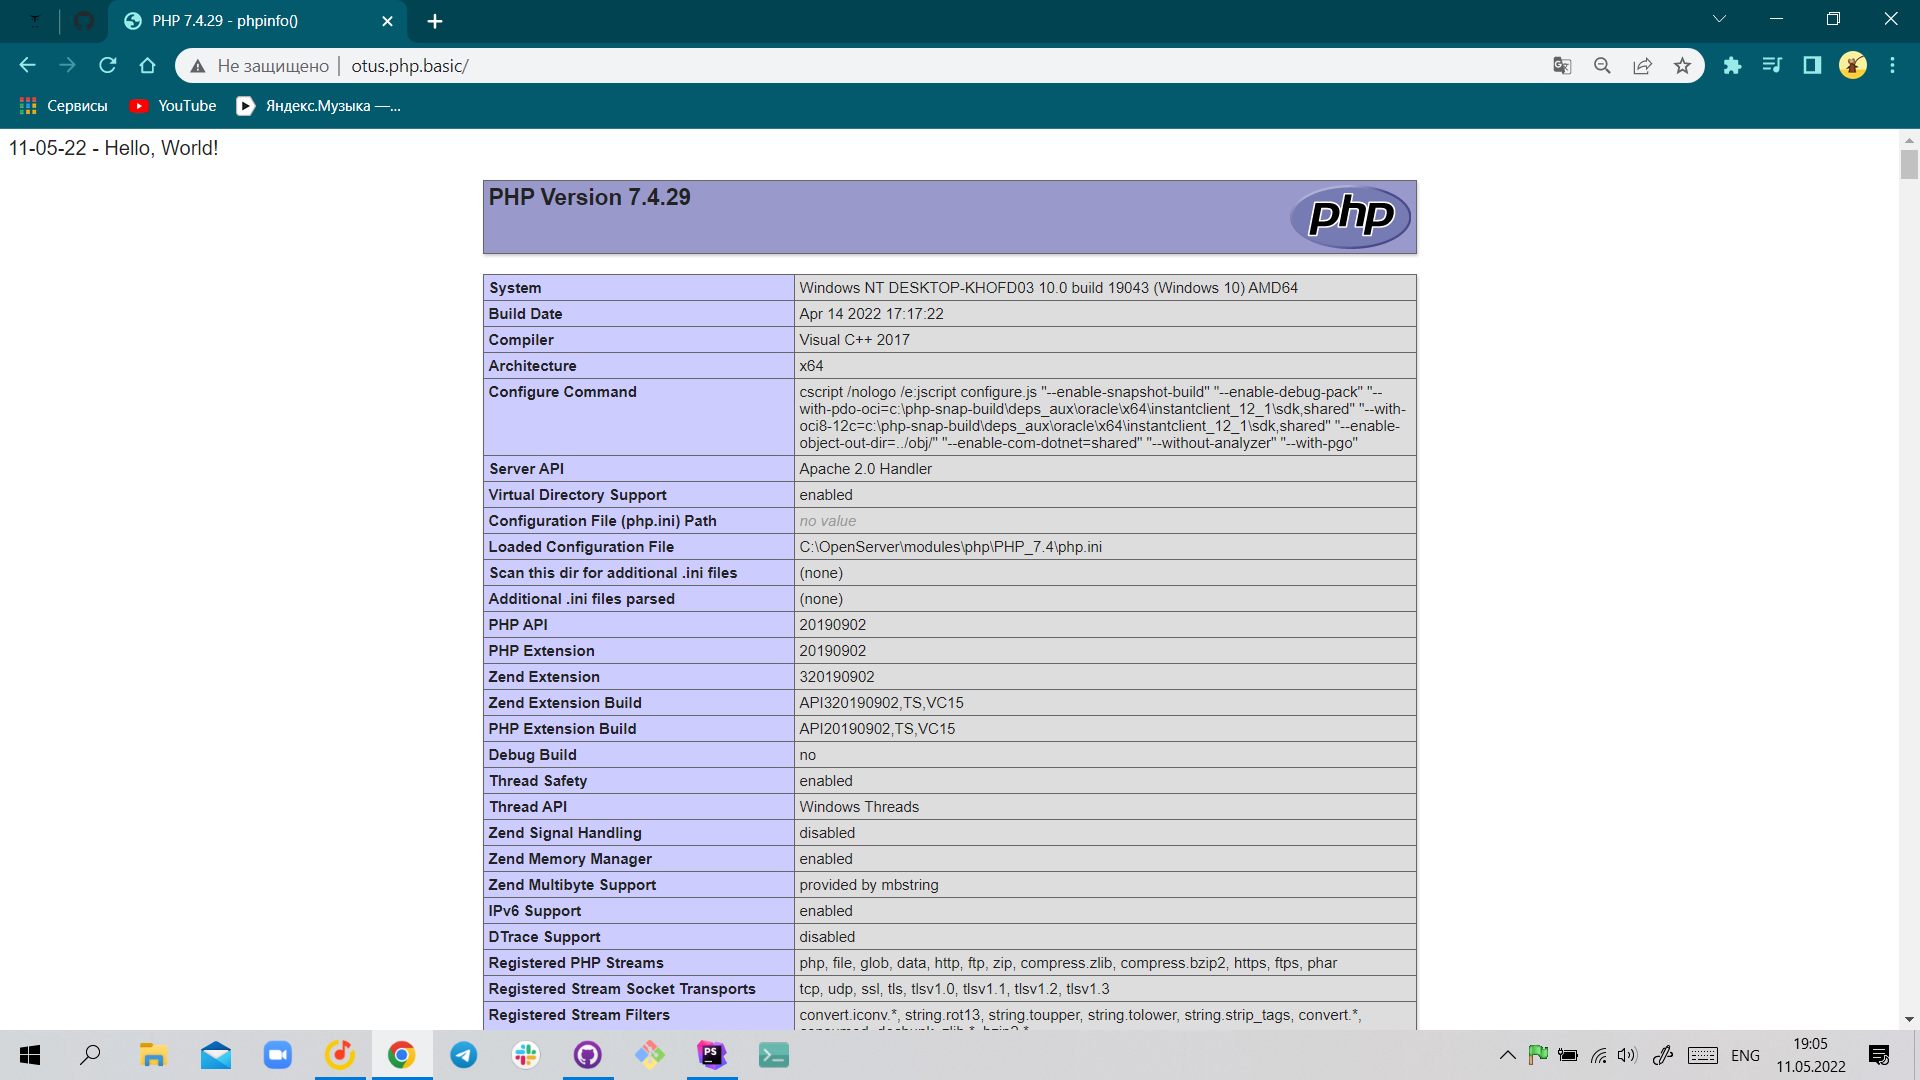 PHP 7.4.29 - phpinfo()
Не защищено
otus.php.basic/
Сервисы
YouTube
Яндекс.Музыка —...
11-05-22 - Hello, World!
PHP Version 7.4.29
php
System Windows NT DESKTOP-KHOFD03 10.0 build 19043 (Windows 10) AMD64
Build Date Apr 14 2022 17:17:22
Compiler Visual C++ 2017
Architecture x64
Configure Command cscript /nologo /e:jscript configure.js "--enable-snapshot-build" "--enable-debug-pack" "--
with-pdo-oci=c:\php-snap-build\deps_aux\oracle\x64\instantclient_12_1\sdk,shared" "--with-
oci8-12c=c:\php-snap-build\deps_aux\oracle\x64\instantclient_12_1\sdk,shared" "--enable-
object-out-dir=../obj/" "--enable-com-dotnet=shared" "--without-analyzer" "--with-pgo"
Server API Apache 2.0 Handler
Virtual Directory Support enabled
Configuration File (php.ini) Path no value
Loaded Configuration File C:\OpenServer\modules\php\PHP_7.4\php.ini
Scan this dir for additional .ini files (none)
Additional .ini files parsed (none)
PHP API 20190902
PHP Extension 20190902
Zend Extension 320190902
Zend Extension Build API320190902,TS,VC15
PHP Extension Build API20190902,TS,VC15
Debug Build no
Thread Safety enabled
Thread API Windows Threads
Zend Signal Handling disabled
Zend Memory Manager enabled
Zend Multibyte Support provided by mbstring
IPv6 Support enabled
DTrace Support disabled
Registered PHP Streams php, file, glob, data, http, ftp, zip, compress.zlib, compress.bzip2, https, ftps, phar
Registered Stream Socket Transports tcp, udp, ssl, tls, tlsv1.0, tlsv1.1, tlsv1.2, tlsv1.3
Registered Stream Filters convert.iconv.*, string.rot13, string.toupper, string.tolower, string.strip_tags, convert.*,
PS
ENG
19:05
11.05.2022